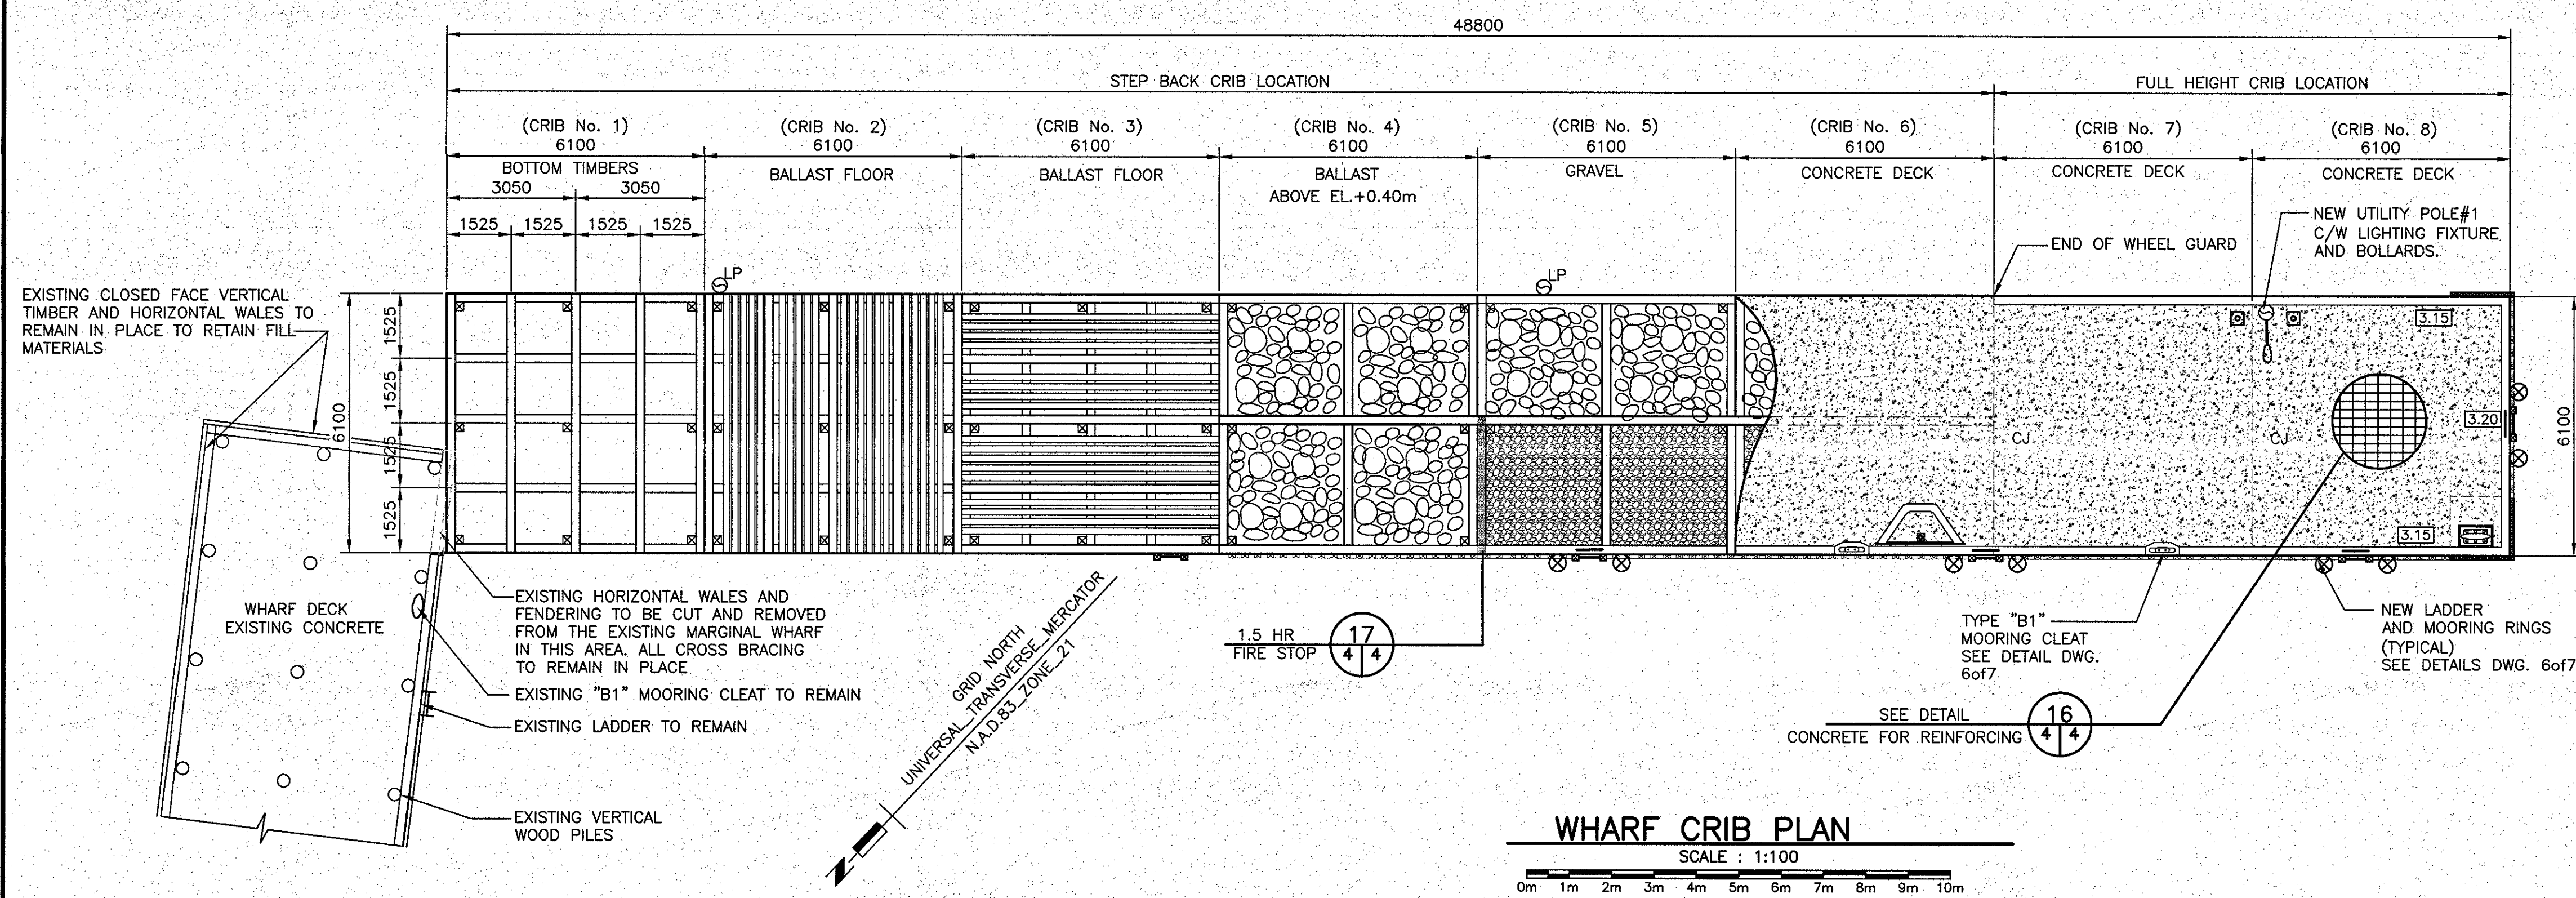 48800
STEP BACK CRIB LOCATION
FULL HEIGHT CRIB LOCATION
(CRIB No. 1)
6100
(CRIB No. 2)
6100
(CRIB No. 3)
6100
(CRIB No. 4)
6100
(CRIB No. 5)
6100
(CRIB No. 6)
6100
(CRIB No. 7)
6100
(CRIB No. 8)
6100
BOTTOM TIMBERS
3050 3050
1525 1525 1525 1525
BALLAST FLOOR
BALLAST FLOOR
BALLAST
ABOVE EL.+0.40m
GRAVEL
CONCRETE DECK
CONCRETE DECK
CONCRETE DECK
NEW UTILITY POLE#1
C/W LIGHTING FIXTURE
AND BOLLARDS.
END OF WHEEL GUARD
LP
LP
EXISTING CLOSED FACE VERTICAL
TIMBER AND HORIZONTAL WALES TO
REMAIN IN PLACE TO RETAIN FILL
MATERIALS
6100
1525
1525
1525
1525
3.15
3.20
3.15
6100
CJ
CJ
WHARF DECK
EXISTING CONCRETE
EXISTING HORIZONTAL WALES AND
FENDERING TO BE CUT AND REMOVED
FROM THE EXISTING MARGINAL WHARF
IN THIS AREA. ALL CROSS BRACING
TO REMAIN IN PLACE
EXISTING "B1" MOORING CLEAT TO REMAIN
EXISTING LADDER TO REMAIN
EXISTING VERTICAL
WOOD PILES
GRID NORTH
UNIVERSAL_TRANSVERSE_MERCATOR
N.A.D.83_ZONE_21
N
1.5 HR
FIRE STOP
17
4 4
TYPE "B1"
MOORING CLEAT
SEE DETAIL DWG.
6of7
NEW LADDER
AND MOORING RINGS
(TYPICAL)
SEE DETAILS DWG. 6of7
SEE DETAIL
CONCRETE FOR REINFORCING
16
4 4
WHARF CRIB PLAN
SCALE : 1:100
0m 1m 2m 3m 4m 5m 6m 7m 8m 9m 10m